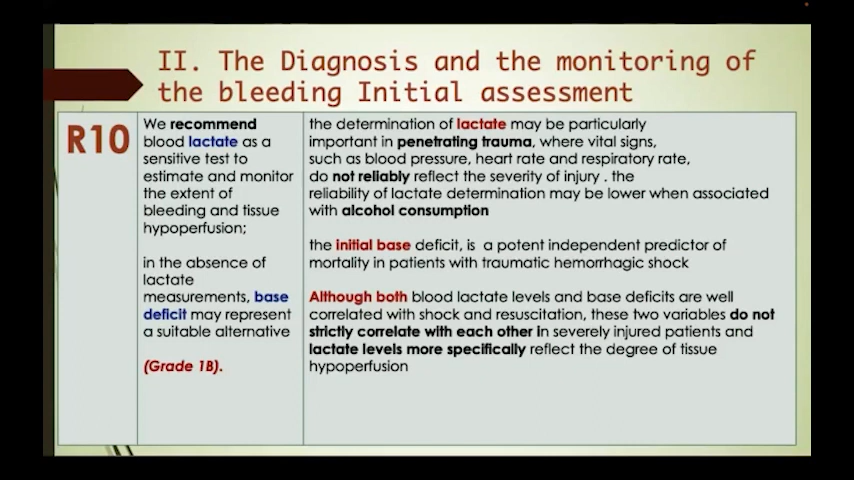 II. The Diagnosis and the monitoring of
the bleeding Initial assessment
R10
We recommend
blood lactate as a
sensitive test to
estimate and monitor
the extent of
bleeding and tissue
hypoperfusion;
in the absence of
lactate
measurements, base
deficit may represent
a suitable alternative
(Grade 1B).
the determination of lactate may be particularly
important in penetrating trauma, where vital signs,
such as blood pressure, heart rate and respiratory rate,
do not reliably reflect the severity of injury . the
reliability of lactate determination may be lower when associated
with alcohol consumption
the initial base deficit, is a potent independent predictor of
mortality in patients with traumatic hemorrhagic shock
Although both blood lactate levels and base deficits are well
correlated with shock and resuscitation, these two variables do not
strictly correlate with each other in severely injured patients and
lactate levels more specifically reflect the degree of tissue
hypoperfusion